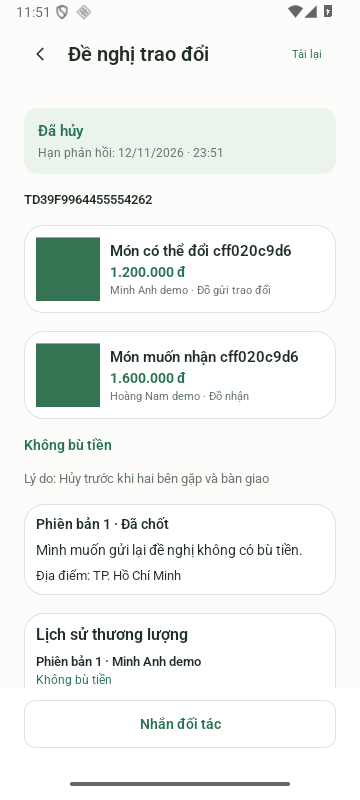 11:51
Đề nghị trao đổi
Tải lại
Đã hủy
Hạn phản hồi: 12/11/2026 · 23:51
TD39F9964455554262
Món có thể đổi cff020c9d6
1.200.000 đ
Minh Anh demo · Đồ gửi trao đổi
Món muốn nhận cff020c9d6
1.600.000 đ
Hoàng Nam demo · Đồ nhận
Không bù tiền
Lý do: Hủy trước khi hai bên gặp và bàn giao
Phiên bản 1 · Đã chốt
Mình muốn gửi lại đề nghị không có bù tiền.
Địa điểm: TP. Hồ Chí Minh
Lịch sử thương lượng
Phiên bản 1 · Minh Anh demo
Không bù tiền
Nhắn đối tác